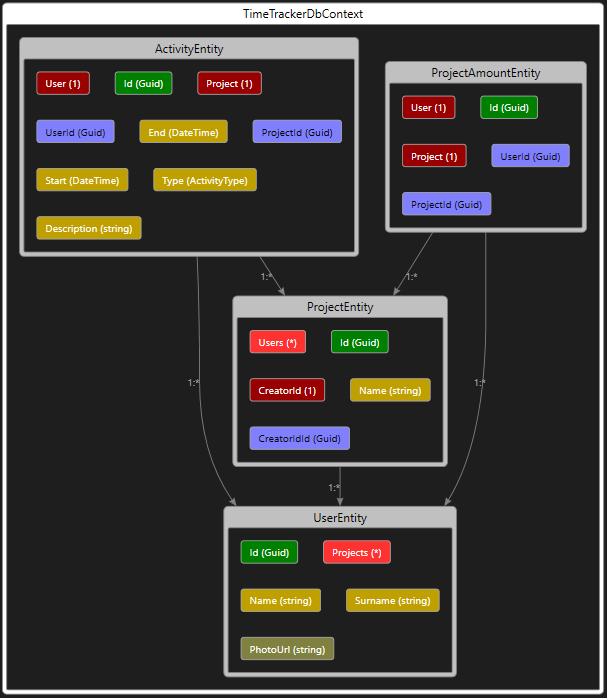 TimeTrackerDbContext
ActivityEntity
User (1) Id (Guid) Project (1)
UserId (Guid) End (DateTime) ProjectId (Guid)
Start (DateTime) Type (ActivityType)
Description (string)
ProjectAmountEntity
User (1) Id (Guid)
Project (1) UserId (Guid)
ProjectId (Guid)
1:*
1:*
ProjectEntity
Users (*) Id (Guid)
CreatorId (1) Name (string)
CreatorIdId (Guid)
1:*
1:*
1:*
UserEntity
Id (Guid) Projects (*)
Name (string) Surname (string)
PhotoUrl (string)